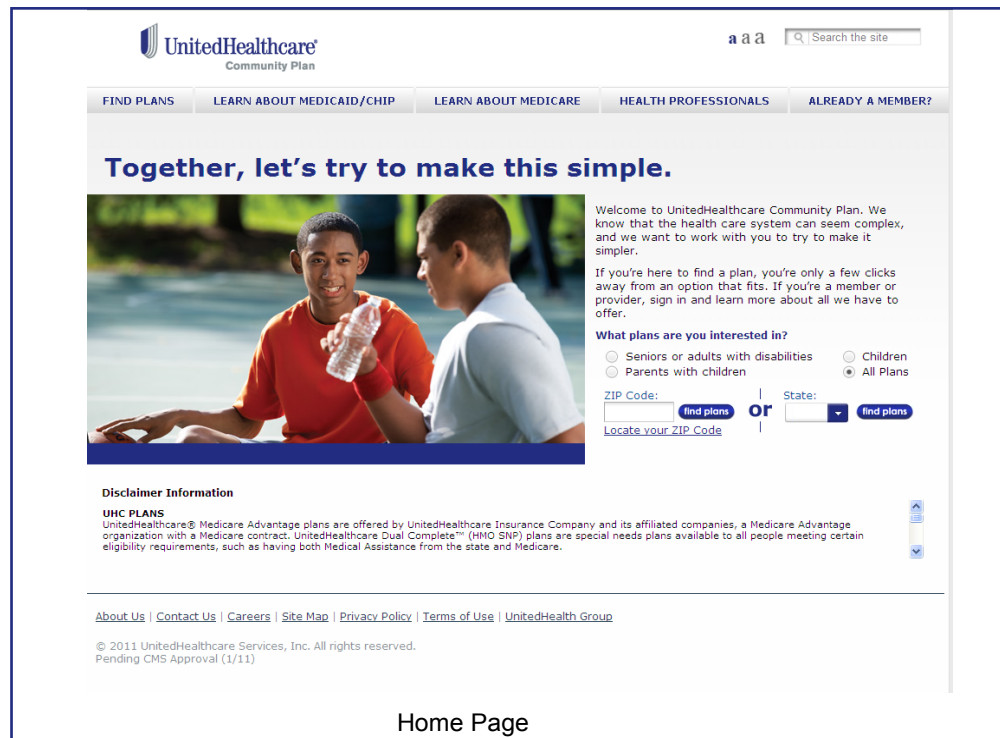 UnitedHealthcare®
Community Plan
a a a
Search the site
FIND PLANS LEARN ABOUT MEDICAID/CHIP LEARN ABOUT MEDICARE HEALTH PROFESSIONALS ALREADY A MEMBER?
Together, let's try to make this simple.
Welcome to UnitedHealthcare Community Plan. We
know that the health care system can seem complex,
and we want to work with you to try to make it
simpler.
If you're here to find a plan, you're only a few clicks
away from an option that fits. If you're a member or
provider, sign in and learn more about all we have to
offer.
What plans are you interested in?
Seniors or adults with disabilities Children
Parents with children All Plans
ZIP Code: State:
find plans or find plans
Locate your ZIP Code
Disclaimer Information
UHC PLANS
UnitedHealthcare® Medicare Advantage plans are offered by UnitedHealthcare Insurance Company and its affiliated companies, a Medicare Advantage
organization with a Medicare contract. UnitedHealthcare Dual Complete™ (HMO SNP) plans are special needs plans available to all people meeting certain
eligibility requirements, such as having both Medical Assistance from the state and Medicare.
About Us | Contact Us | Careers | Site Map | Privacy Policy | Terms of Use | UnitedHealth Group
© 2011 UnitedHealthcare Services, Inc. All rights reserved.
Pending CMS Approval (1/11)
Home Page